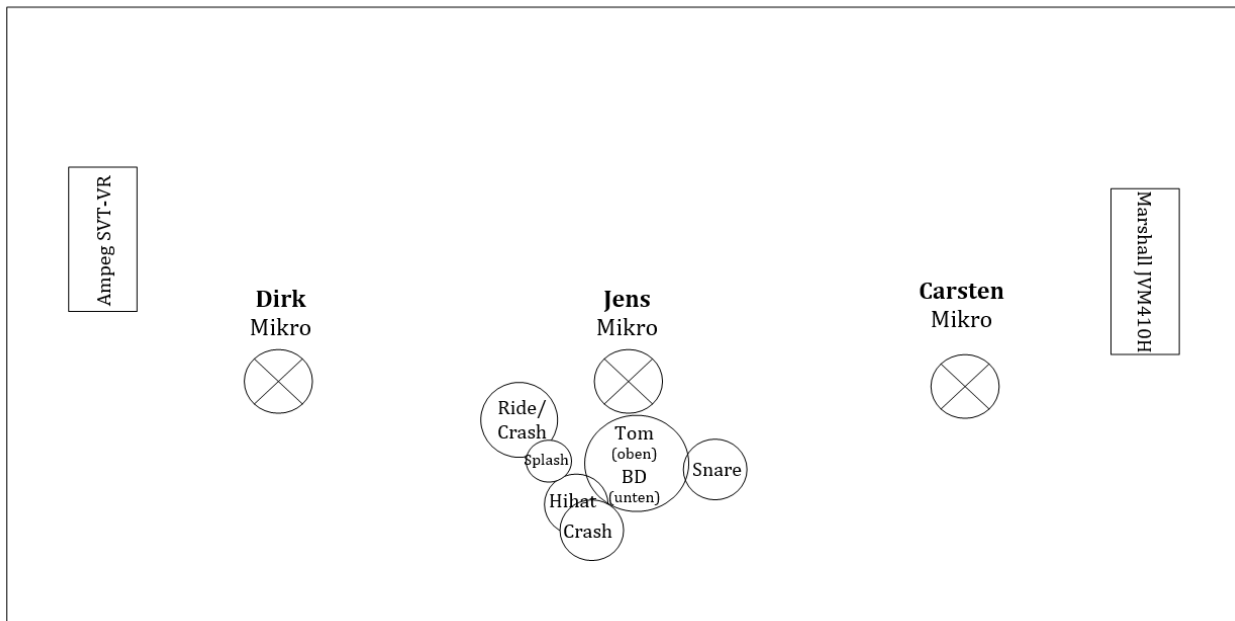 Ampeg SVT-VR
Dirk
Mikro
Jens
Mikro
Carsten
Mikro
Marshall JVM410H
Ride/
Crash
Splash
Hihat
Crash
Tom
(oben)
BD
(unten)
Snare